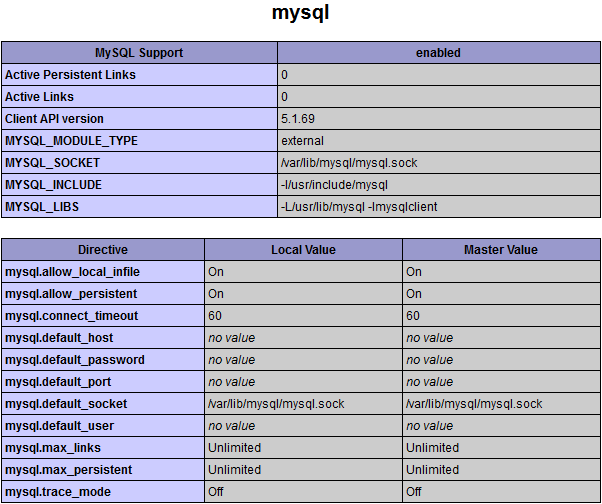 mysql
MySQL Support enabled
Active Persistent Links 0
Active Links 0
Client API version 5.1.69
MYSQL_MODULE_TYPE external
MYSQL_SOCKET /var/lib/mysql/mysql.sock
MYSQL_INCLUDE -I/usr/include/mysql
MYSQL_LIBS -L/usr/lib/mysql -lmysqlclient
Directive Local Value Master Value
mysql.allow_local_infile On On
mysql.allow_persistent On On
mysql.connect_timeout 60 60
mysql.default_host no value no value
mysql.default_password no value no value
mysql.default_port no value no value
mysql.default_socket /var/lib/mysql/mysql.sock /var/lib/mysql/mysql.sock
mysql.default_user no value no value
mysql.max_links Unlimited Unlimited
mysql.max_persistent Unlimited Unlimited
mysql.trace_mode Off Off